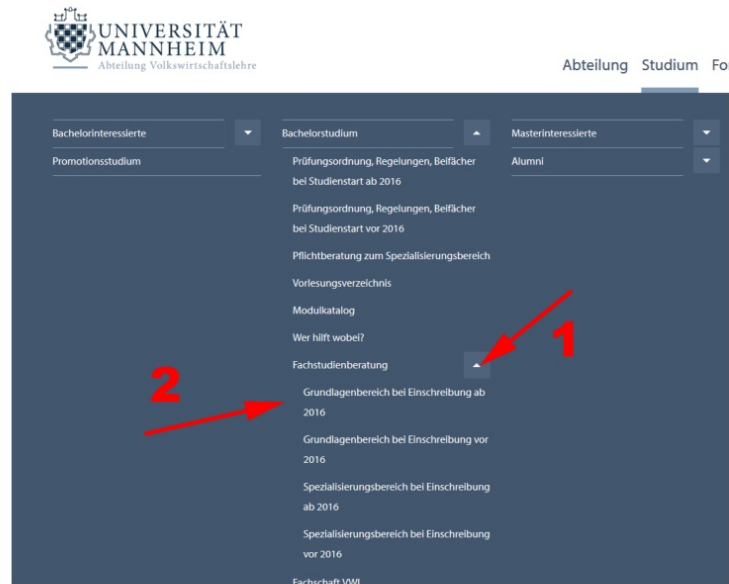 UNIVERSITÄT
MANNHEIM
Abteilung Volkswirtschaftslehre
Abteilung Studium For
Bachelorinteressierte
Promotionsstudium
Bachelorstudium
Prüfungsordnung, Regelungen, Beifächer
bei Studienstart ab 2016
Prüfungsordnung, Regelungen, Beifächer
bei Studienstart vor 2016
Pflichtberatung zum Spezialisierungsbereich
Vorlesungsverzeichnis
Modulkatalog
Wer hilft wobei?
Fachstudienberatung
Grundlagenbereich bei Einschreibung ab
2016
Grundlagenbereich bei Einschreibung vor
2016
Spezialisierungsbereich bei Einschreibung
ab 2016
Spezialisierungsbereich bei Einschreibung
vor 2016
Fachschaft VWL
Masterinteressierte
Alumni
1
2